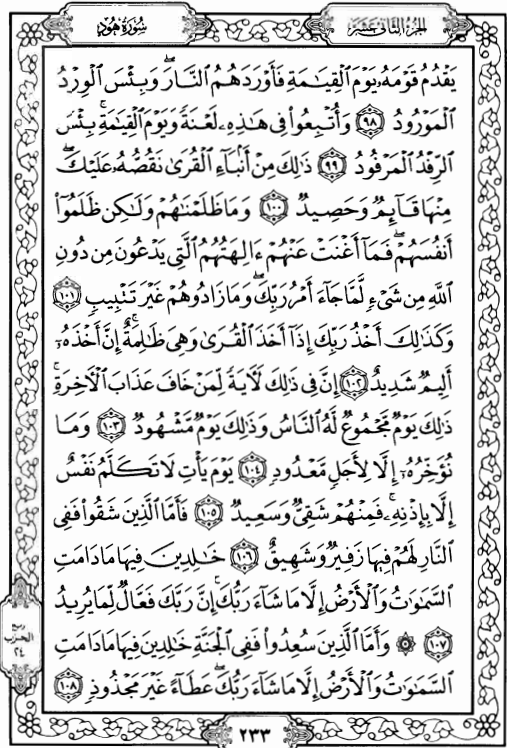 الجزء الثاني عشر
سورة هود
يَقْدُمُ قَوْمَهُۥ يَوْمَ ٱلْقِيَٰمَةِ فَأَوْرَدَهُمُ ٱلنَّارَ ۖ وَبِئْسَ ٱلْوِرْدُ
ٱلْمَوْرُودُ ٩٨ وَأُتْبِعُوا۟ فِى هَٰذِهِۦ لَعْنَةً وَيَوْمَ ٱلْقِيَٰمَةِ ۚ بِئْسَ
ٱلرِّفْدُ ٱلْمَرْفُودُ ٩٩ ذَٰلِكَ مِنْ أَنۢبَآءِ ٱلْقُرَىٰ نَقُصُّهُۥ عَلَيْكَ ۖ
مِنْهَا قَآئِمٌ وَحَصِيدٌ ١٠٠ وَمَا ظَلَمْنَٰهُمْ وَلَٰكِن ظَلَمُوٓا۟
أَنفُسَهُمْ ۖ فَمَآ أَغْنَتْ عَنْهُمْ ءَالِهَتُهُمُ ٱلَّتِى يَدْعُونَ مِن دُونِ
ٱللَّهِ مِن شَىْءٍ لَّمَّا جَآءَ أَمْرُ رَبِّكَ ۖ وَمَا زَادُوهُمْ غَيْرَ تَتْبِيبٍ ١٠١
وَكَذَٰلِكَ أَخْذُ رَبِّكَ إِذَآ أَخَذَ ٱلْقُرَىٰ وَهِىَ ظَٰلِمَةٌ ۚ إِنَّ أَخْذَهُۥٓ
أَلِيمٌ شَدِيدٌ ١٠٢ إِنَّ فِى ذَٰلِكَ لَءَايَةً لِّمَنْ خَافَ عَذَابَ ٱلْءَاخِرَةِ ۚ
ذَٰلِكَ يَوْمٌ مَّجْمُوعٌ لَّهُ ٱلنَّاسُ وَذَٰلِكَ يَوْمٌ مَّشْهُودٌ ١٠٣ وَمَا
نُؤَخِّرُهُۥٓ إِلَّا لِأَجَلٍ مَّعْدُودٍ ١٠٤ يَوْمَ يَأْتِ لَا تَكَلَّمُ نَفْسٌ
إِلَّا بِإِذْنِهِۦ ۚ فَمِنْهُمْ شَقِىٌّ وَسَعِيدٌ ١٠٥ فَأَمَّا ٱلَّذِينَ شَقُوا۟ فَفِى
ٱلنَّارِ لَهُمْ فِيهَا زَفِيرٌ وَشَهِيقٌ ١٠٦ خَٰلِدِينَ فِيهَا مَا دَامَتِ
ٱلسَّمَٰوَٰتُ وَٱلْأَرْضُ إِلَّا مَا شَآءَ رَبُّكَ ۚ إِنَّ رَبَّكَ فَعَّالٌ لِّمَا يُرِيدُ
١٠٧ ۞ وَأَمَّا ٱلَّذِينَ سُعِدُوا۟ فَفِى ٱلْجَنَّةِ خَٰلِدِينَ فِيهَا مَا دَامَتِ
ٱلسَّمَٰوَٰتُ وَٱلْأَرْضُ إِلَّا مَا شَآءَ رَبُّكَ ۖ عَطَآءً غَيْرَ مَجْذُوذٍ ١٠٨
ربع
الحزب
٢٤
٢٣٣